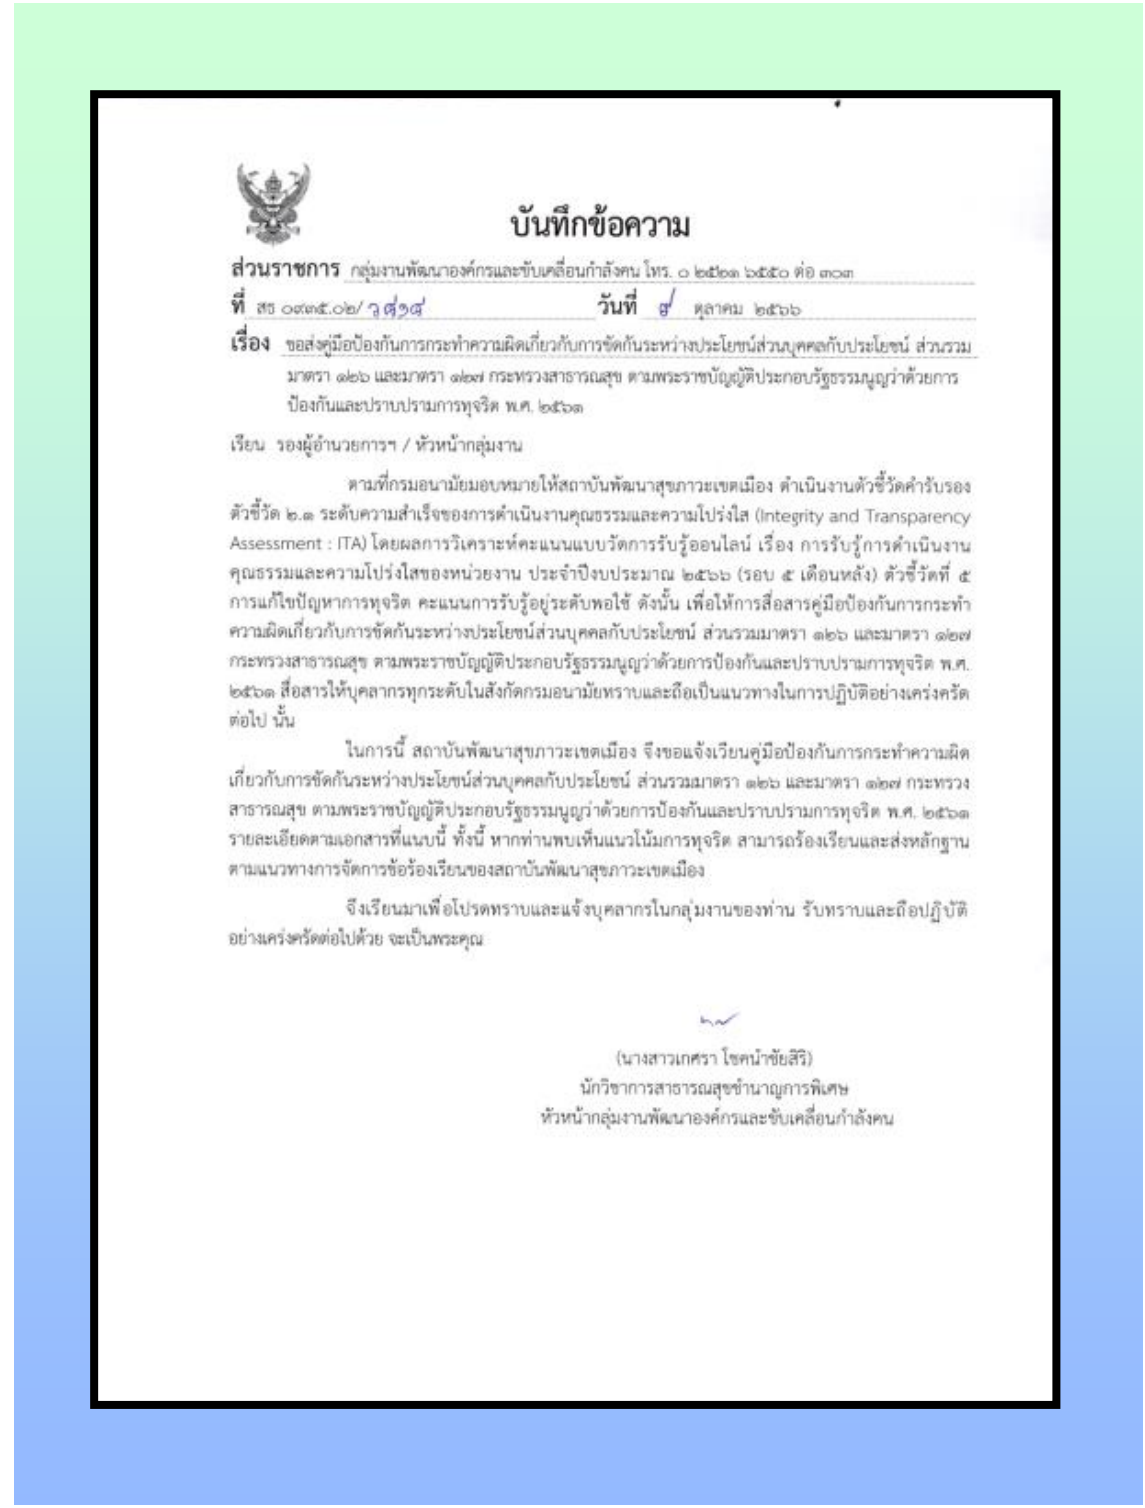 บันทึกข้อความ
ส่วนราชการ กลุ่มงานพัฒนาองค์กรและขับเคลื่อนกำลังคน โทร. ๐ ๒๕๒๑ ๖๕๕๐ ต่อ ๓๐๓
ที่ สธ ๐๙๓๕.๐๒/ วันที่ ๙ ตุลาคม ๒๕๖๖
เรื่อง ขอส่งคู่มือป้องกันการกระทำความผิดเกี่ยวกับการขัดกันระหว่างประโยชน์ส่วนบุคคลกับประโยชน์ ส่วนรวม
มาตรา ๑๒๖ และมาตรา ๑๒๗ กระทรวงสาธารณสุข ตามพระราชบัญญัติประกอบรัฐธรรมนูญว่าด้วยการ
ป้องกันและปราบปรามการทุจริต พ.ศ. ๒๕๖๑
เรียน รองผู้อำนวยการฯ / หัวหน้ากลุ่มงาน
ตามที่กรมอนามัยมอบหมายให้สถาบันพัฒนาสุขภาวะเขตเมือง ดำเนินงานตัวชี้วัดคำรับรอง
ตัวชี้วัด ๒.๑ ระดับความสำเร็จของการดำเนินงานคุณธรรมและความโปร่งใส (Integrity and Transparency
Assessment : ITA) โดยผลการวิเคราะห์คะแนนแบบวัดการรับรู้ออนไลน์ เรื่อง การรับรู้การดำเนินงาน
คุณธรรมและความโปร่งใสของหน่วยงาน ประจำปีงบประมาณ ๒๕๖๖ (รอบ ๕ เดือนหลัง) ตัวชี้วัดที่ ๕
การแก้ไขปัญหาการทุจริต คะแนนการรับรู้อยู่ระดับพอใช้ ดังนั้น เพื่อให้การสื่อสารคู่มือป้องกันการกระทำ
ความผิดเกี่ยวกับการขัดกันระหว่างประโยชน์ส่วนบุคคลกับประโยชน์ ส่วนรวมมาตรา ๑๒๖ และมาตรา ๑๒๗
กระทรวงสาธารณสุข ตามพระราชบัญญัติประกอบรัฐธรรมนูญว่าด้วยการป้องกันและปราบปรามการทุจริต พ.ศ.
๒๕๖๑ สื่อสารให้บุคลากรทุกระดับในสังกัดกรมอนามัยทราบและถือเป็นแนวทางในการปฏิบัติอย่างเคร่งครัด
ต่อไป นั้น
ในการนี้ สถาบันพัฒนาสุขภาวะเขตเมือง จึงขอแจ้งเวียนคู่มือป้องกันการกระทำความผิด
เกี่ยวกับการขัดกันระหว่างประโยชน์ส่วนบุคคลกับประโยชน์ ส่วนรวมมาตรา ๑๒๖ และมาตรา ๑๒๗ กระทรวง
สาธารณสุข ตามพระราชบัญญัติประกอบรัฐธรรมนูญว่าด้วยการป้องกันและปราบปรามการทุจริต พ.ศ. ๒๕๖๑
รายละเอียดตามเอกสารที่แนบนี้ ทั้งนี้ หากท่านพบเห็นแนวโน้มการทุจริต สามารถร้องเรียนและส่งหลักฐาน
ตามแนวทางการจัดการข้อร้องเรียนของสถาบันพัฒนาสุขภาวะเขตเมือง
จึงเรียนมาเพื่อโปรดทราบและแจ้งบุคลากรในกลุ่มงานของท่าน รับทราบและถือปฏิบัติ
อย่างเคร่งครัดต่อไปด้วย จะเป็นพระคุณ
(นางสาวเกศรา โชคนำชัยสิริ)
นักวิชาการสาธารณสุขชำนาญการพิเศษ
หัวหน้ากลุ่มงานพัฒนาองค์กรและขับเคลื่อนกำลังคน